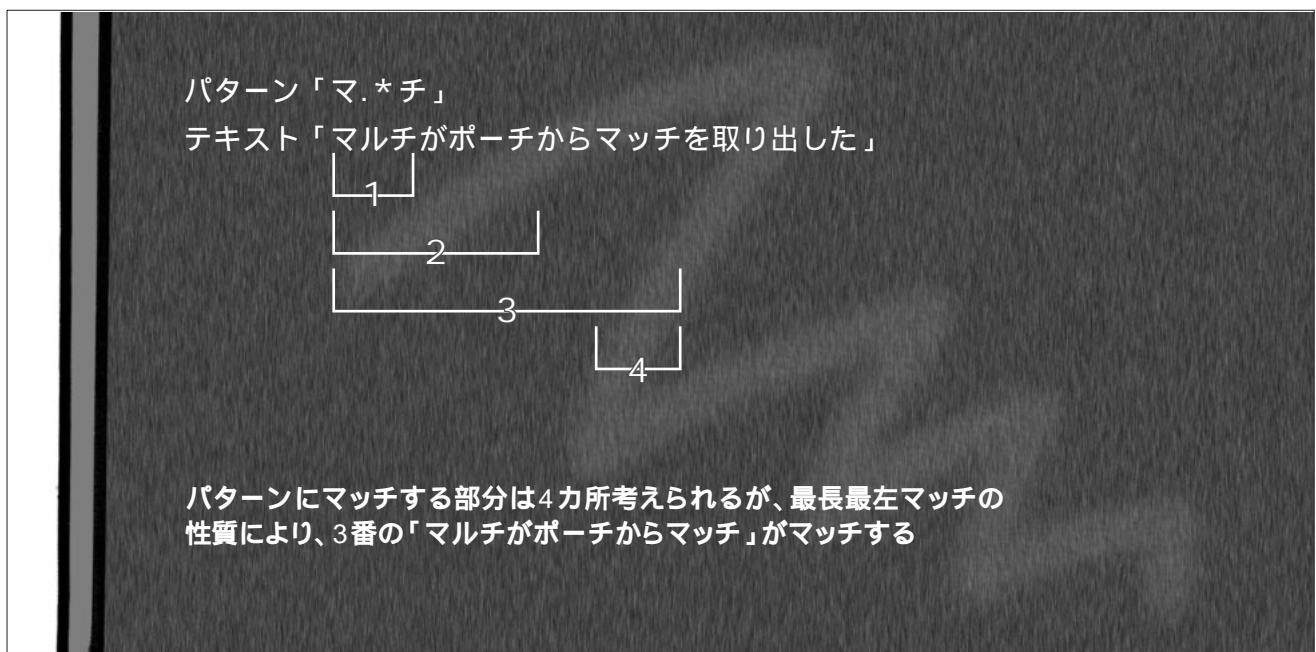 パターン「マ.*チ」
テキスト「マルチがポーチからマッチを取り出した」
1
2
3
4
パターンにマッチする部分は4カ所考えられるが、最長最左マッチの
性質により、3番の「マルチがポーチからマッチ」がマッチする